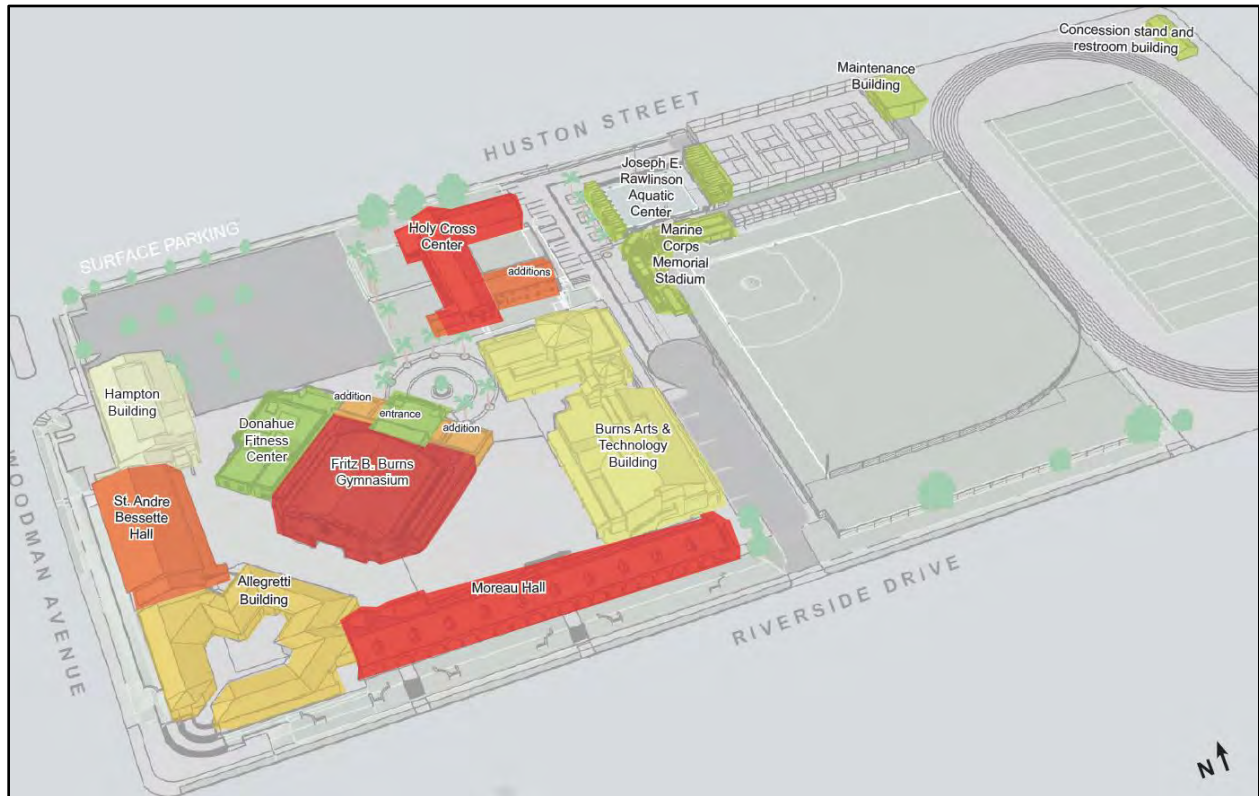 Concession stand and
restroom building
Maintenance
Building
HUSTON STREET
Joseph E.
Rawlinson
Aquatic
Center
Holy Cross
Center
Marine
Corps
Memorial
Stadium
SURFACE PARKING
additions
Hampton
Building
addition
entrance
addition
Donahue
Fitness
Center
Burns Arts &
Technology
Building
Fritz B. Burns
Gymnasium
WOODMAN AVENUE
St. Andre
Bessette
Hall
Allegretti
Building
Moreau Hall
RIVERSIDE DRIVE
N